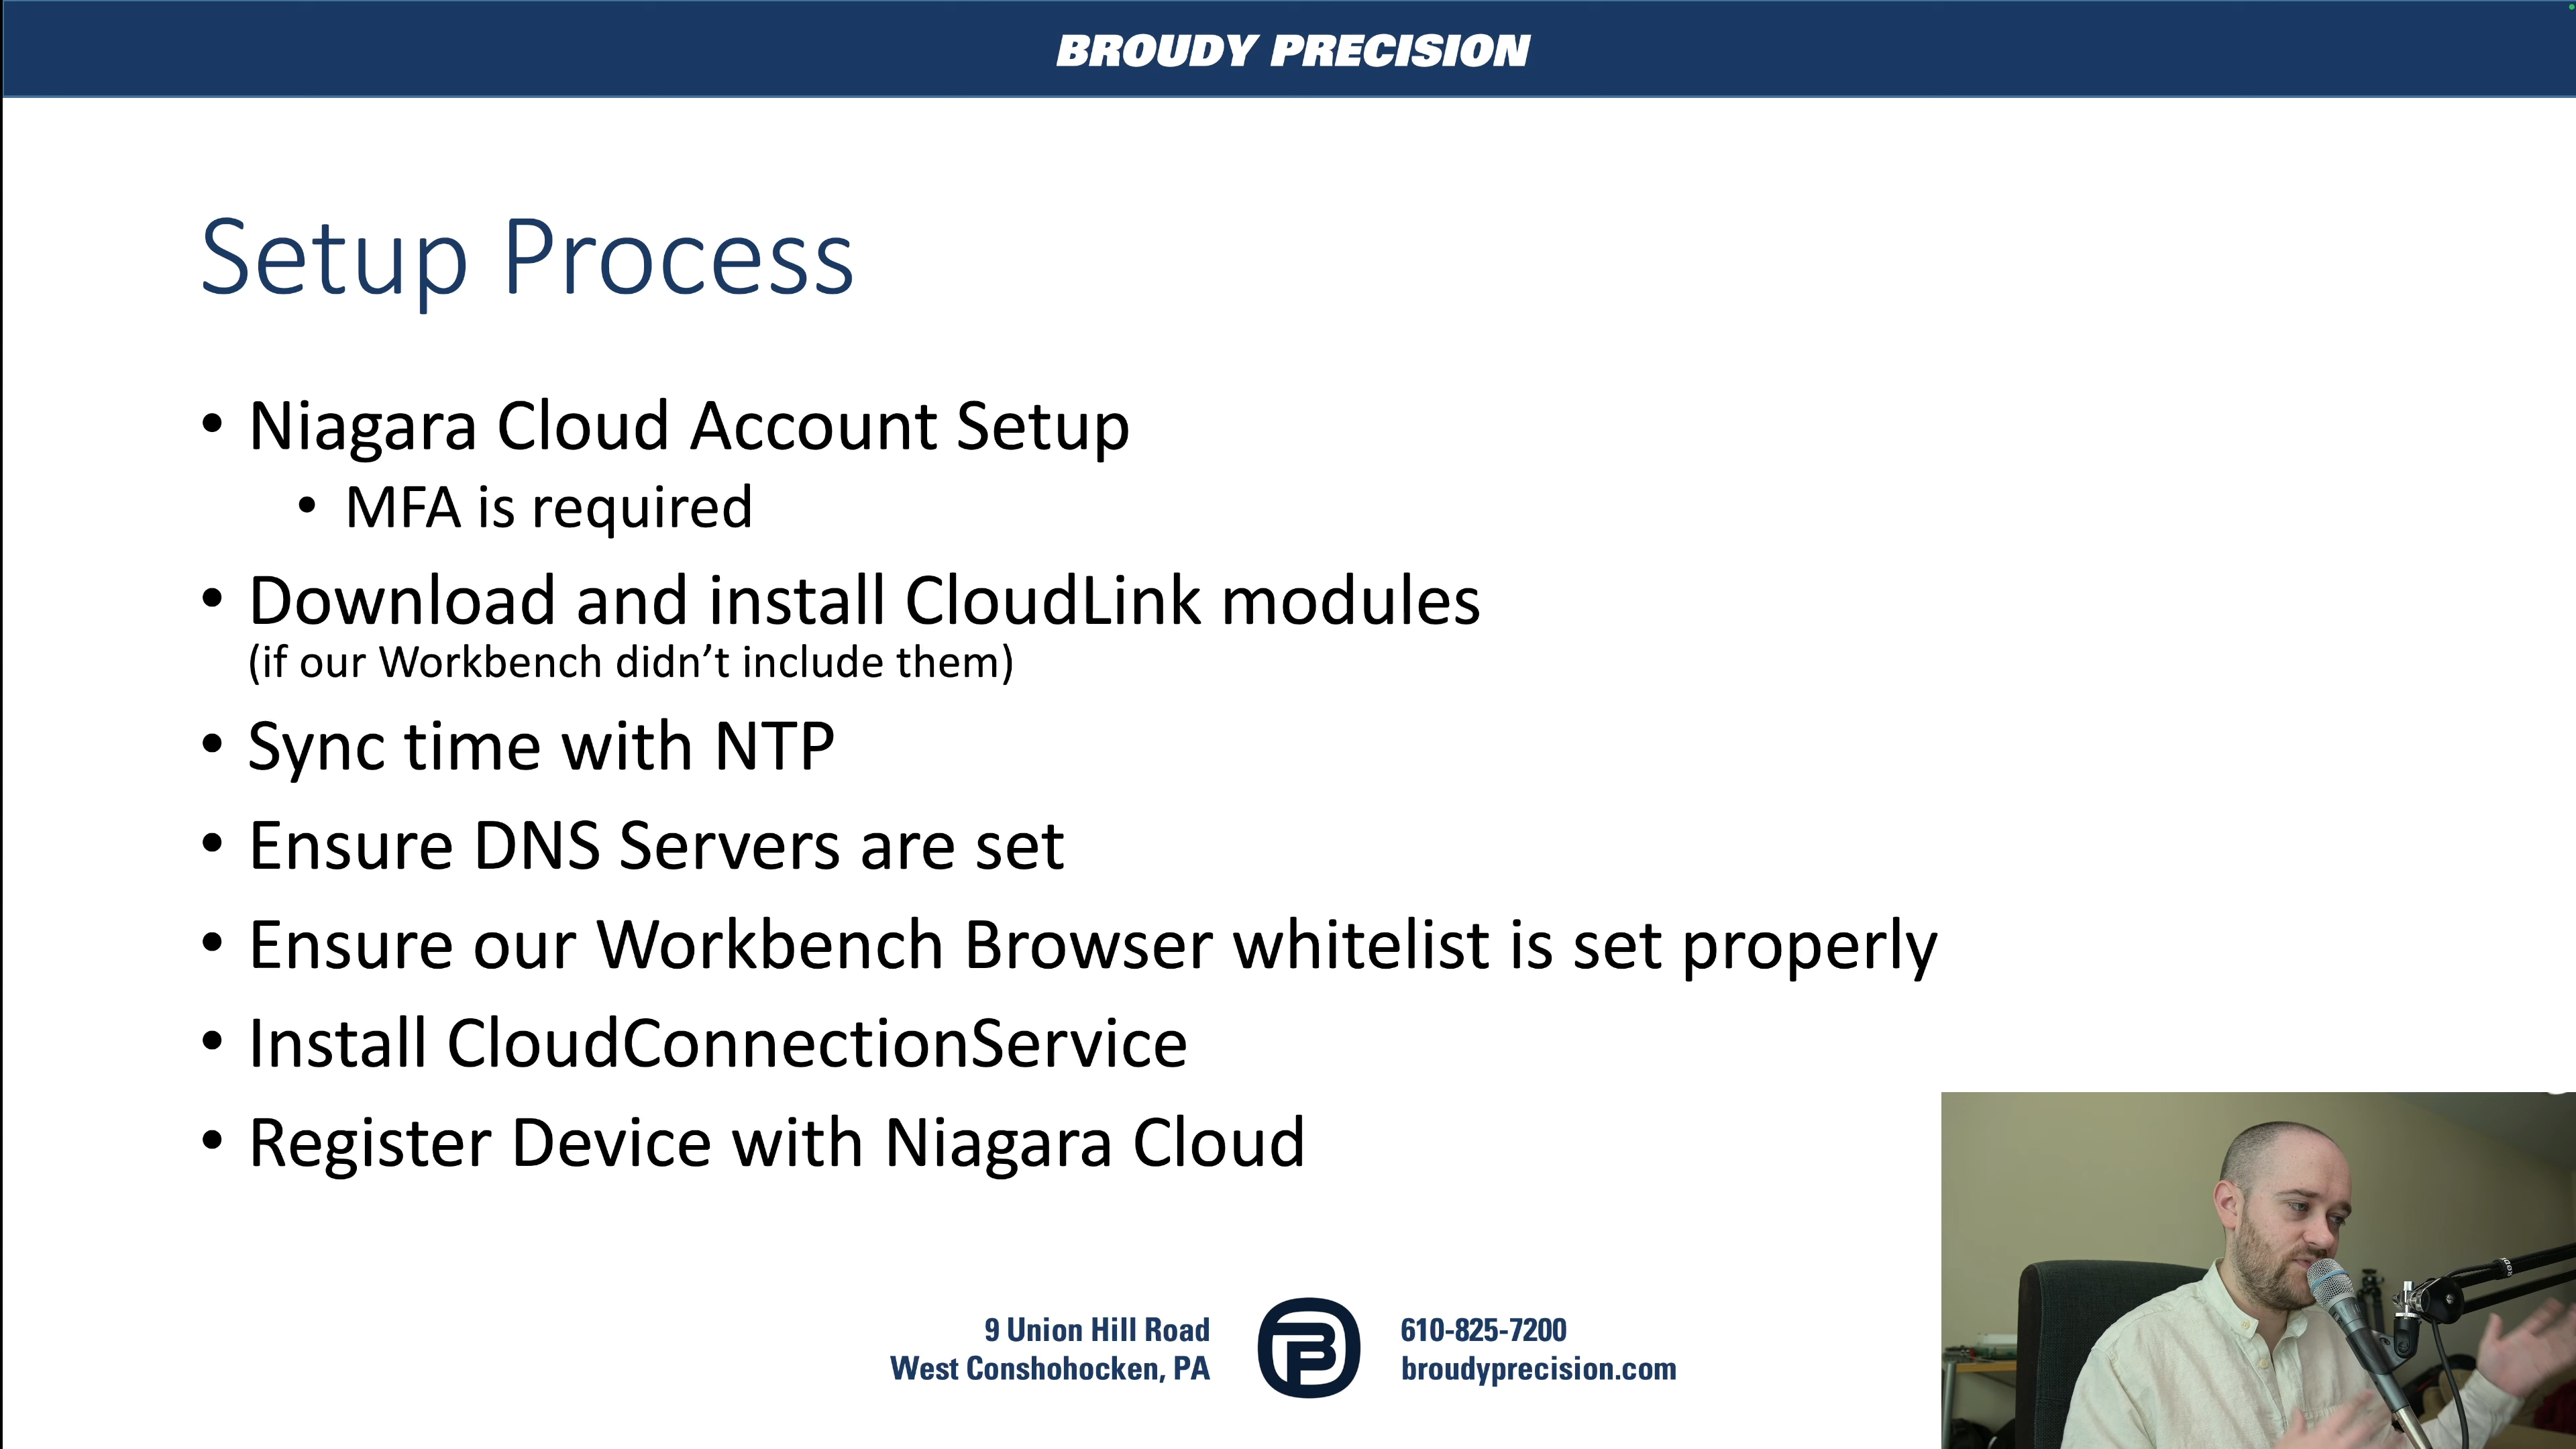 BROUDY PRECISION
Setup Process
• Niagara Cloud Account Setup
• MFA is required
• Download and install CloudLink modules
(if our Workbench didn’t include them)
• Sync time with NTP
• Ensure DNS Servers are set
• Ensure our Workbench Browser whitelist is set properly
• Install CloudConnectionService
• Register Device with Niagara Cloud
9 Union Hill Road
West Conshohocken, PA
610-825-7200
broudyprecision.com